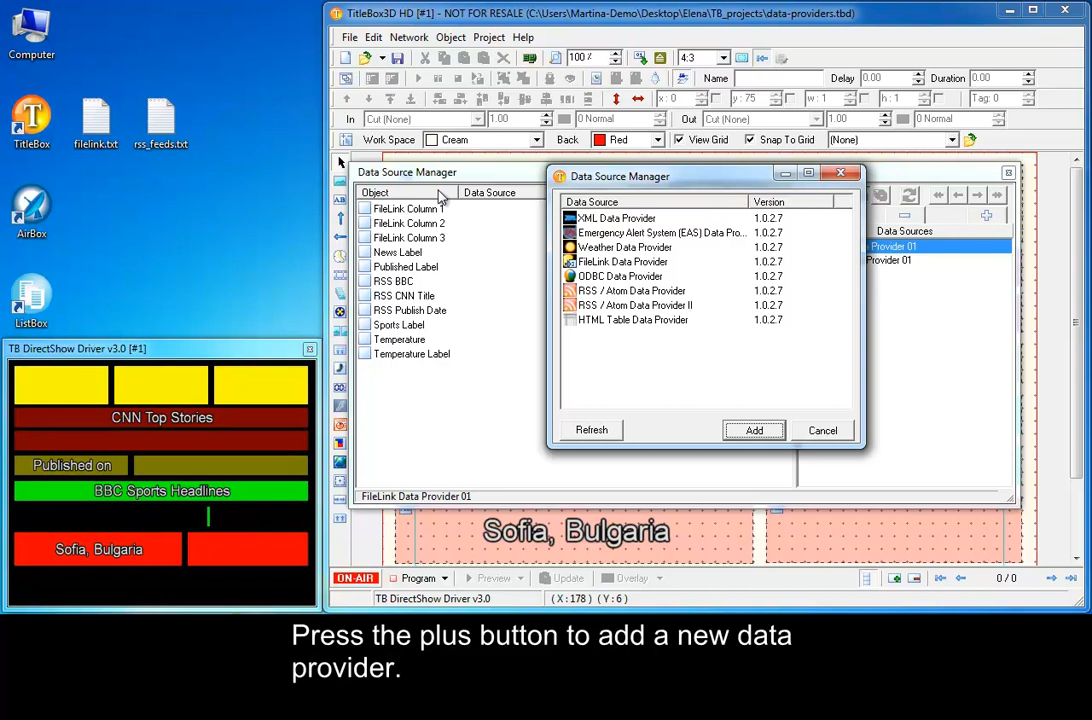 TitleBox3D HD [#1] - NOT FOR RESALE (C:\Users\Martina-Demo\Desktop\Elena\TB_projects\data-providers.tbd)
File Edit Network Object Project Help
100 % 4:3
Name Delay 0.00 Duration 0.00
x : 0 y : 75 w : 1 h : 1 Tag: 0
In Cut (None) 1.00 0 Normal Out Cut (None) 1.00 0 Normal
Work Space Cream Back Red View Grid Snap To Grid (None)
Computer
TitleBox
filelink.txt
rss_feeds.txt
AirBox
ListBox
Data Source Manager
Object Data Source
FileLink Column 1
FileLink Column 2
FileLink Column 3
News Label
Published Label
RSS BBC
RSS CNN Title
RSS Publish Date
Sports Label
Temperature
Temperature Label
FileLink Data Provider 01
Data Source Manager
Data Source Version
XML Data Provider 1.0.2.7
Emergency Alert System (EAS) Data Pro... 1.0.2.7
Weather Data Provider 1.0.2.7
FileLink Data Provider 1.0.2.7
ODBC Data Provider 1.0.2.7
RSS / Atom Data Provider 1.0.2.7
RSS / Atom Data Provider II 1.0.2.7
HTML Table Data Provider 1.0.2.7
Refresh Add Cancel
Data Sources
Provider 01
Provider 01
TB DirectShow Driver v3.0 [#1]
CNN Top Stories
Published on
BBC Sports Headlines
Sofia, Bulgaria
Sofia, Bulgaria
ON-AIR Program Preview Update Overlay 0 / 0
TB DirectShow Driver v3.0 ( X : 178 ) ( Y : 6 )
Press the plus button to add a new data
provider.